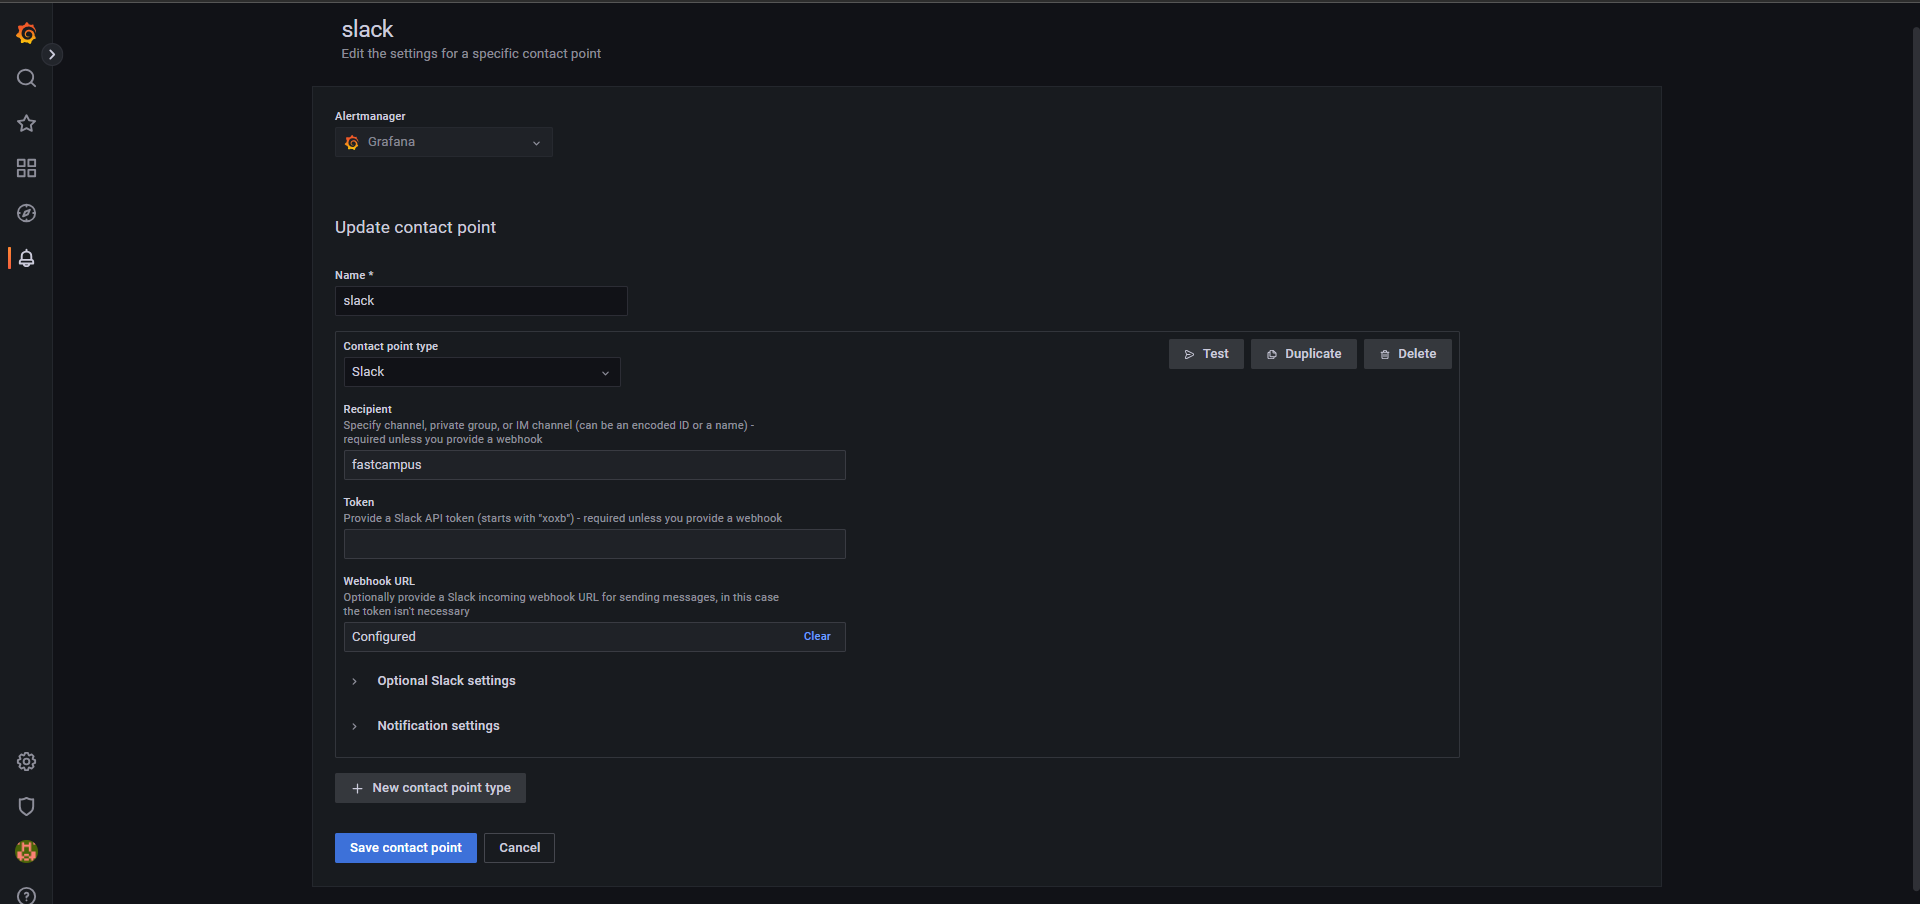 slack
Edit the settings for a specific contact point
Alertmanager
Grafana
Update contact point
Name *
slack
Contact point type
Slack
Test
Duplicate
Delete
Recipient
Specify channel, private group, or IM channel (can be an encoded ID or a name) -
required unless you provide a webhook
fastcampus
Token
Provide a Slack API token (starts with "xoxb") - required unless you provide a webhook
Webhook URL
Optionally provide a Slack incoming webhook URL for sending messages, in this case
the token isn't necessary
Configured
Clear
Optional Slack settings
Notification settings
New contact point type
Save contact point
Cancel